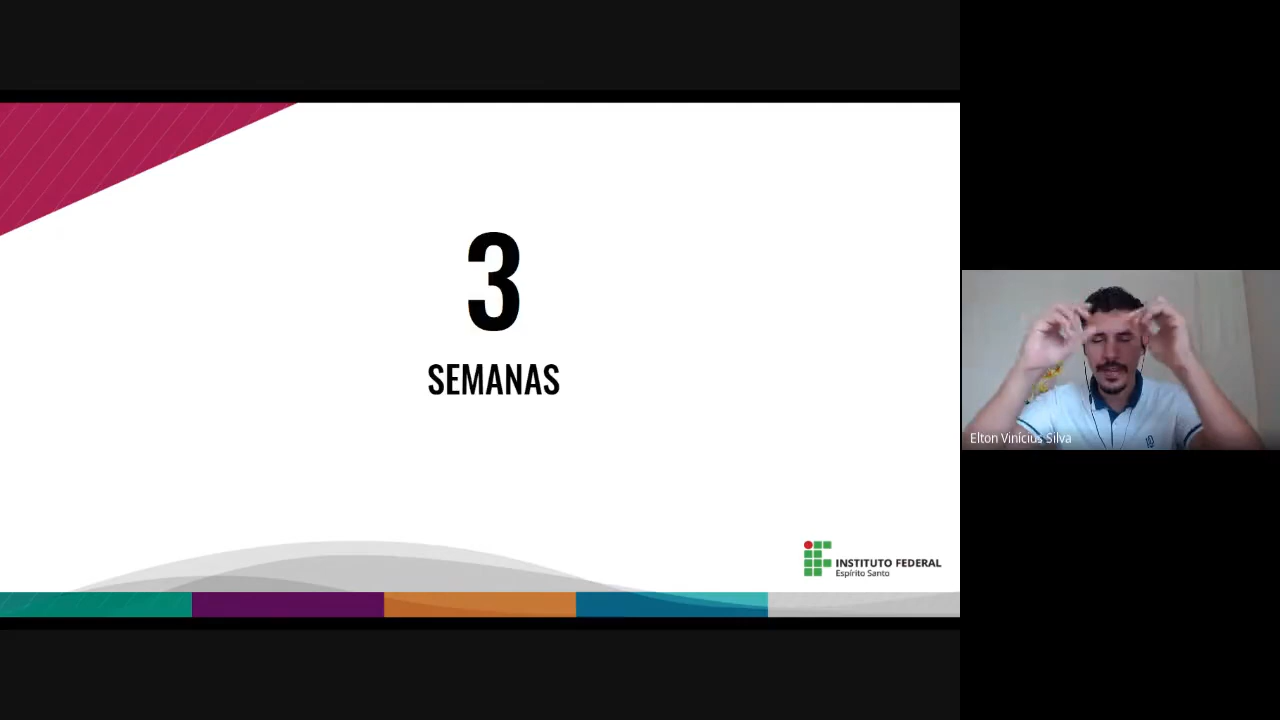 3
SEMANAS
INSTITUTO FEDERAL
Espírito Santo
Elton Vinícius Silva